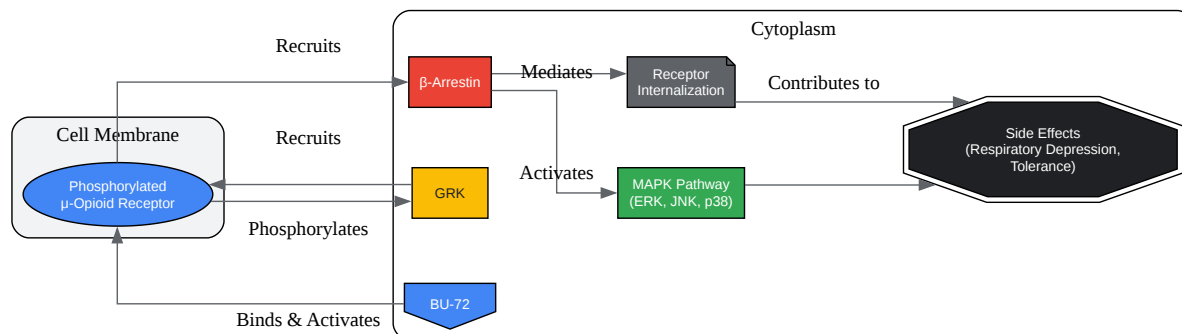 Cytoplasm
Recruits
β-Arrestin
Mediates
Receptor
Internalization
Contributes to
Cell Membrane
Recruits
Side Effects
(Respiratory Depression,
Tolerance)
Phosphorylated
μ-Opioid Receptor
GRK
Activates
MAPK Pathway
(ERK, JNK, p38)
Phosphorylates
BU-72
Binds & Activates